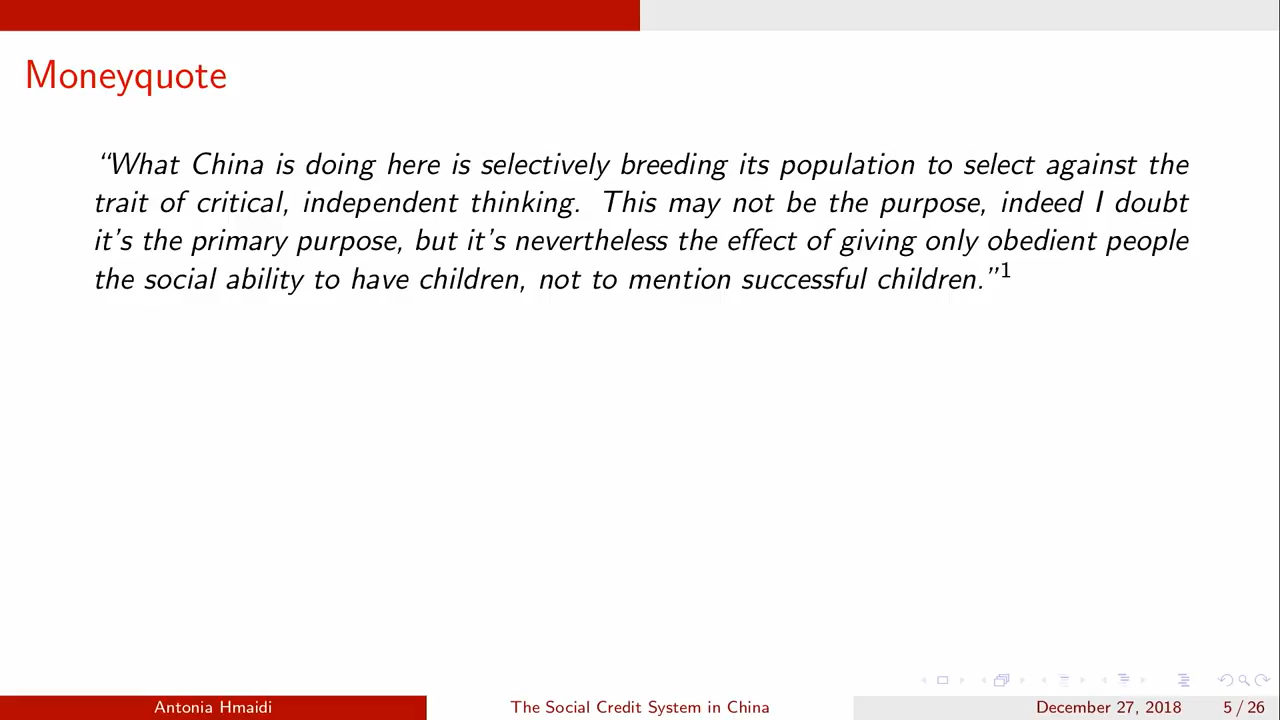 Moneyquote
“What China is doing here is selectively breeding its population to select against the
trait of critical, independent thinking. This may not be the purpose, indeed I doubt
it’s the primary purpose, but it’s nevertheless the effect of giving only obedient people
the social ability to have children, not to mention successful children.”1
Antonia Hmaidi The Social Credit System in China December 27, 2018 5 / 26